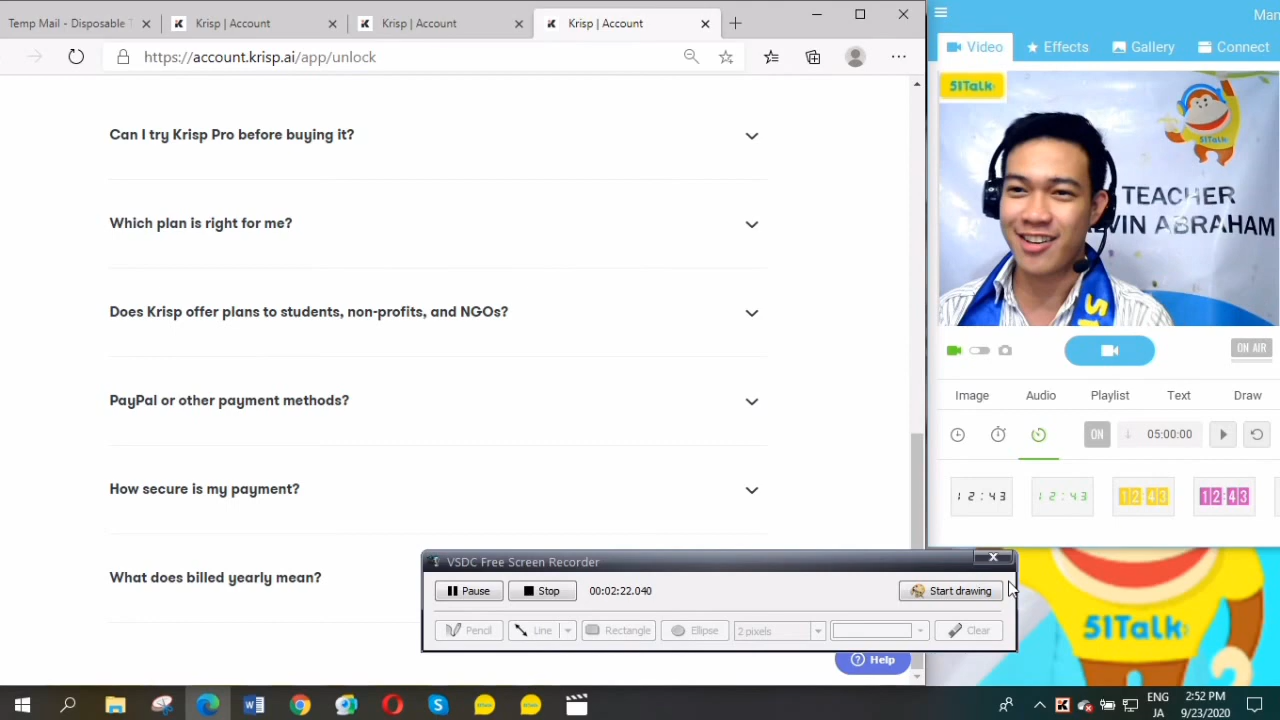 Temp Mail - Disposable
Krisp | Account
Krisp | Account
Krisp | Account
https://account.krisp.ai/app/unlock
Can I try Krisp Pro before buying it?
Which plan is right for me?
Does Krisp offer plans to students, non-profits, and NGOs?
PayPal or other payment methods?
How secure is my payment?
What does billed yearly mean?
Help
VSDC Free Screen Recorder
Pause
Stop
00:02:22.040
Start drawing
Pencil
Line
Rectangle
Ellipse
2 pixels
Clear
Man
Video
Effects
Gallery
Connect
51Talk
51Talk
TEACHER
LVIN ABRAHAM
ON AIR
Image
Audio
Playlist
Text
Draw
ON
05:00:00
12:43
12:43
12:43
12:43
51Talk
ENG
JA
2:52 PM
9/23/2020